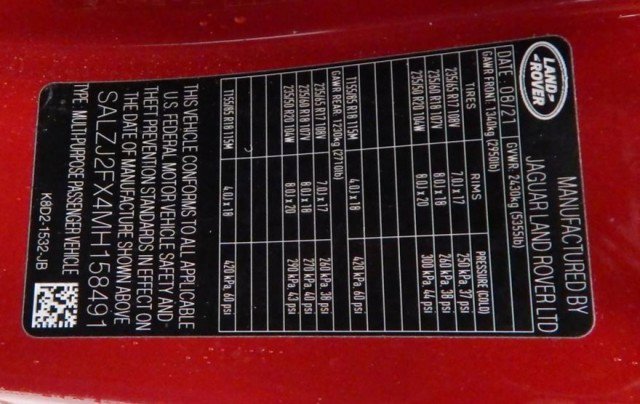 LAND
ROVER
MANUFACTURED BY
JAGUAR LAND ROVER LTD
DATE: 08/21 GVWR: 2430kg (5355lb)
GAWR FRONT: 1340kg (2950lb)
TIRES RIMS PRESSURE (COLD)
235/65 R17 108V 7.0J x 17 250 kPa, 37 psi
235/60 R18 107V 8.0J x 18 260 kPa, 38 psi
235/50 R20 104W 8.0J x 20 300 kPa, 44 psi
T155/85 R18 115M 4.0J x 18 420 kPa, 60 psi
GAWR REAR: 1230kg (2710lb)
235/65 R17 108V 7.0J x 17 260 kPa, 38 psi
235/60 R18 107V 8.0J x 18 270 kPa, 40 psi
235/50 R20 104W 8.0J x 20 290 kPa, 43 psi
T155/85 R18 115M 4.0J x 18 420 kPa, 60 psi
THIS VEHICLE CONFORMS TO ALL APPLICABLE
U.S. FEDERAL MOTOR VEHICLE SAFETY AND
THEFT PREVENTION STANDARDS IN EFFECT ON
THE DATE OF MANUFACTURE SHOWN ABOVE
SALZJ2FX4MH158491
TYPE: MULTI-PURPOSE PASSENGER VEHICLE
K8D2-1532-JB